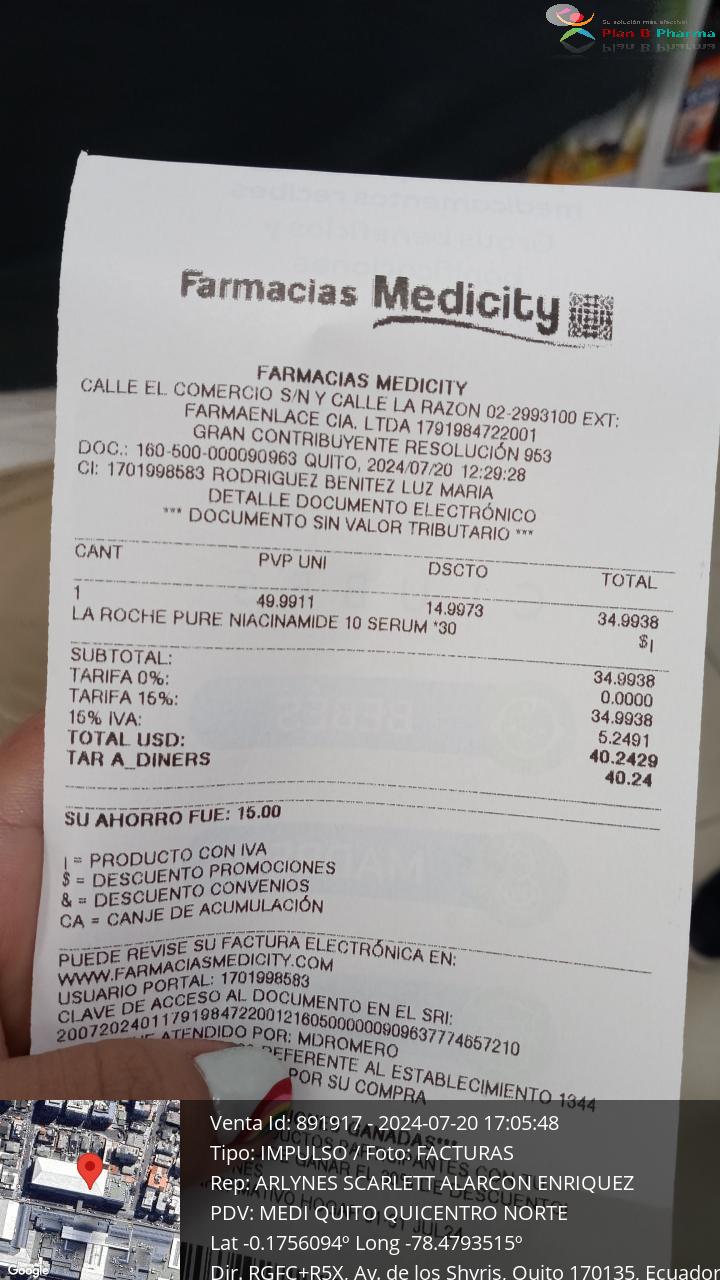 Su solución más efectiva
Plan B Pharma
Farmacias Medicity
FARMACIAS MEDICITY
CALLE EL COMERCIO S/N Y CALLE LA RAZON 02-2993100 EXT:
FARMAENLACE CIA. LTDA 1791984722001
GRAN CONTRIBUYENTE RESOLUCIÓN 953
DOC.: 160-500-000090963 QUITO, 2024/07/20 12:29:28
CI: 1701998583 RODRIGUEZ BENITEZ LUZ MARIA
DETALLE DOCUMENTO ELECTRÓNICO
*** DOCUMENTO SIN VALOR TRIBUTARIO ***
CANT PVP UNI DSCTO TOTAL
1 49.9911 14.9973 34.9938
LA ROCHE PURE NIACINAMIDE 10 SERUM *30 $|
SUBTOTAL: 34.9938
TARIFA 0%: 0.0000
TARIFA 15%: 34.9938
15% IVA: 5.2491
TOTAL USD: 40.2429
TAR A_DINERS 40.24
SU AHORRO FUE: 15.00
| = PRODUCTO CON IVA
$ = DESCUENTO PROMOCIONES
& = DESCUENTO CONVENIOS
CA = CANJE DE ACUMULACIÓN
PUEDE REVISE SU FACTURA ELECTRÓNICA EN:
WWW.FARMACIASMEDICITY.COM
USUARIO PORTAL: 1701998583
CLAVE DE ACCESO AL DOCUMENTO EN EL SRI:
2007202401179198472200121605000000909637774657210
ATENDIDO POR: MDROMERO
REFERENTE AL ESTABLECIMIENTO 1344
POR SU COMPRA
GANADAS***
Venta Id: 891917 - 2024-07-20 17:05:48
Tipo: IMPULSO / Foto: FACTURAS
Rep: ARLYNES SCARLETT ALARCON ENRIQUEZ
PDV: MEDI QUITO QUICENTRO NORTE
Lat -0.1756094º Long -78.4793515º
Dir. RGFC+R5X, Av. de los Shyris, Quito 170135, Ecuador
Google